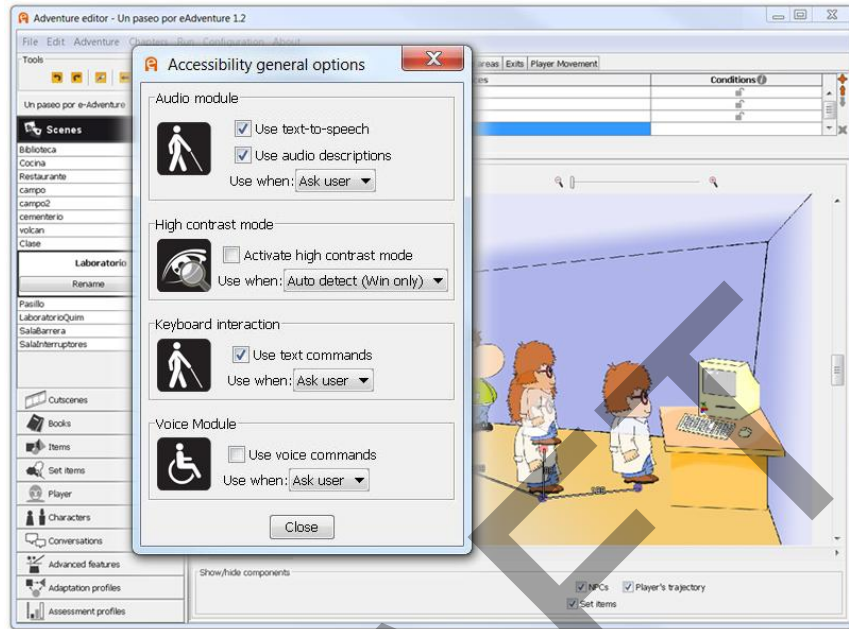 Adventure editor - Un paseo por eAdventure 1.2
File Edit Adventure Chapters Run Configuration About
Tools
Un paseo por e-Adventure
Scenes
Biblioteca
Cocina
Restaurante
campo
campo2
cementerio
volcan
Clase
Laboratorio
Rename
Pasillo
LaboratorioQuim
SalaBarrera
SalaInterruptores
Cutscenes
Books
Items
Set items
Player
Characters
Conversations
Advanced features
Adaptation profiles
Assessment profiles
Accessibility general options
Audio module
Use text-to-speech
Use audio descriptions
Use when: Ask user
High contrast mode
Activate high contrast mode
Use when: Auto detect (Win only)
Keyboard interaction
Use text commands
Use when: Ask user
Voice Module
Use voice commands
Use when: Ask user
Close
areas Exits Player Movement
Conditions
Show/hide components
NPCs Player's trajectory
Set items